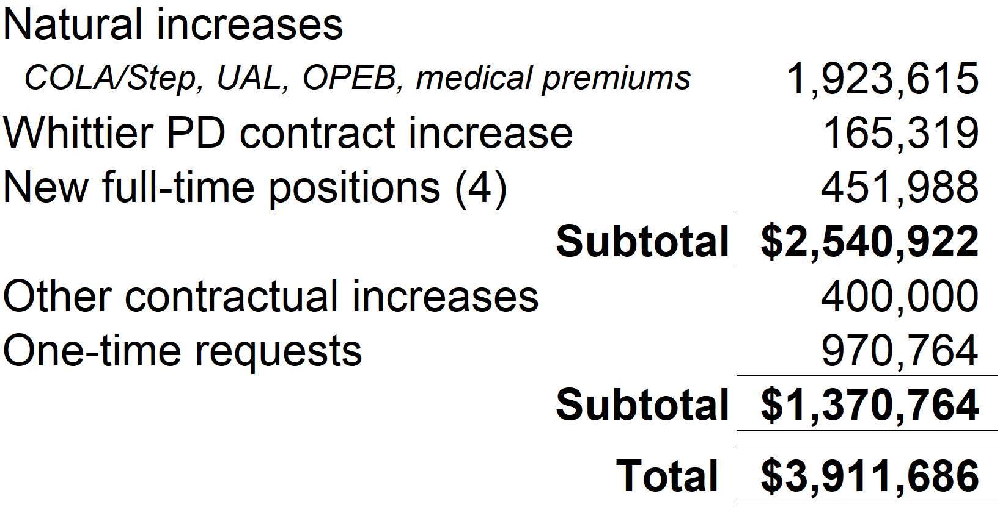 Natural increases
COLA/Step, UAL, OPEB, medical premiums 1,923,615
Whittier PD contract increase 165,319
New full-time positions (4) 451,988
Subtotal $2,540,922
Other contractual increases 400,000
One-time requests 970,764
Subtotal $1,370,764
Total $3,911,686